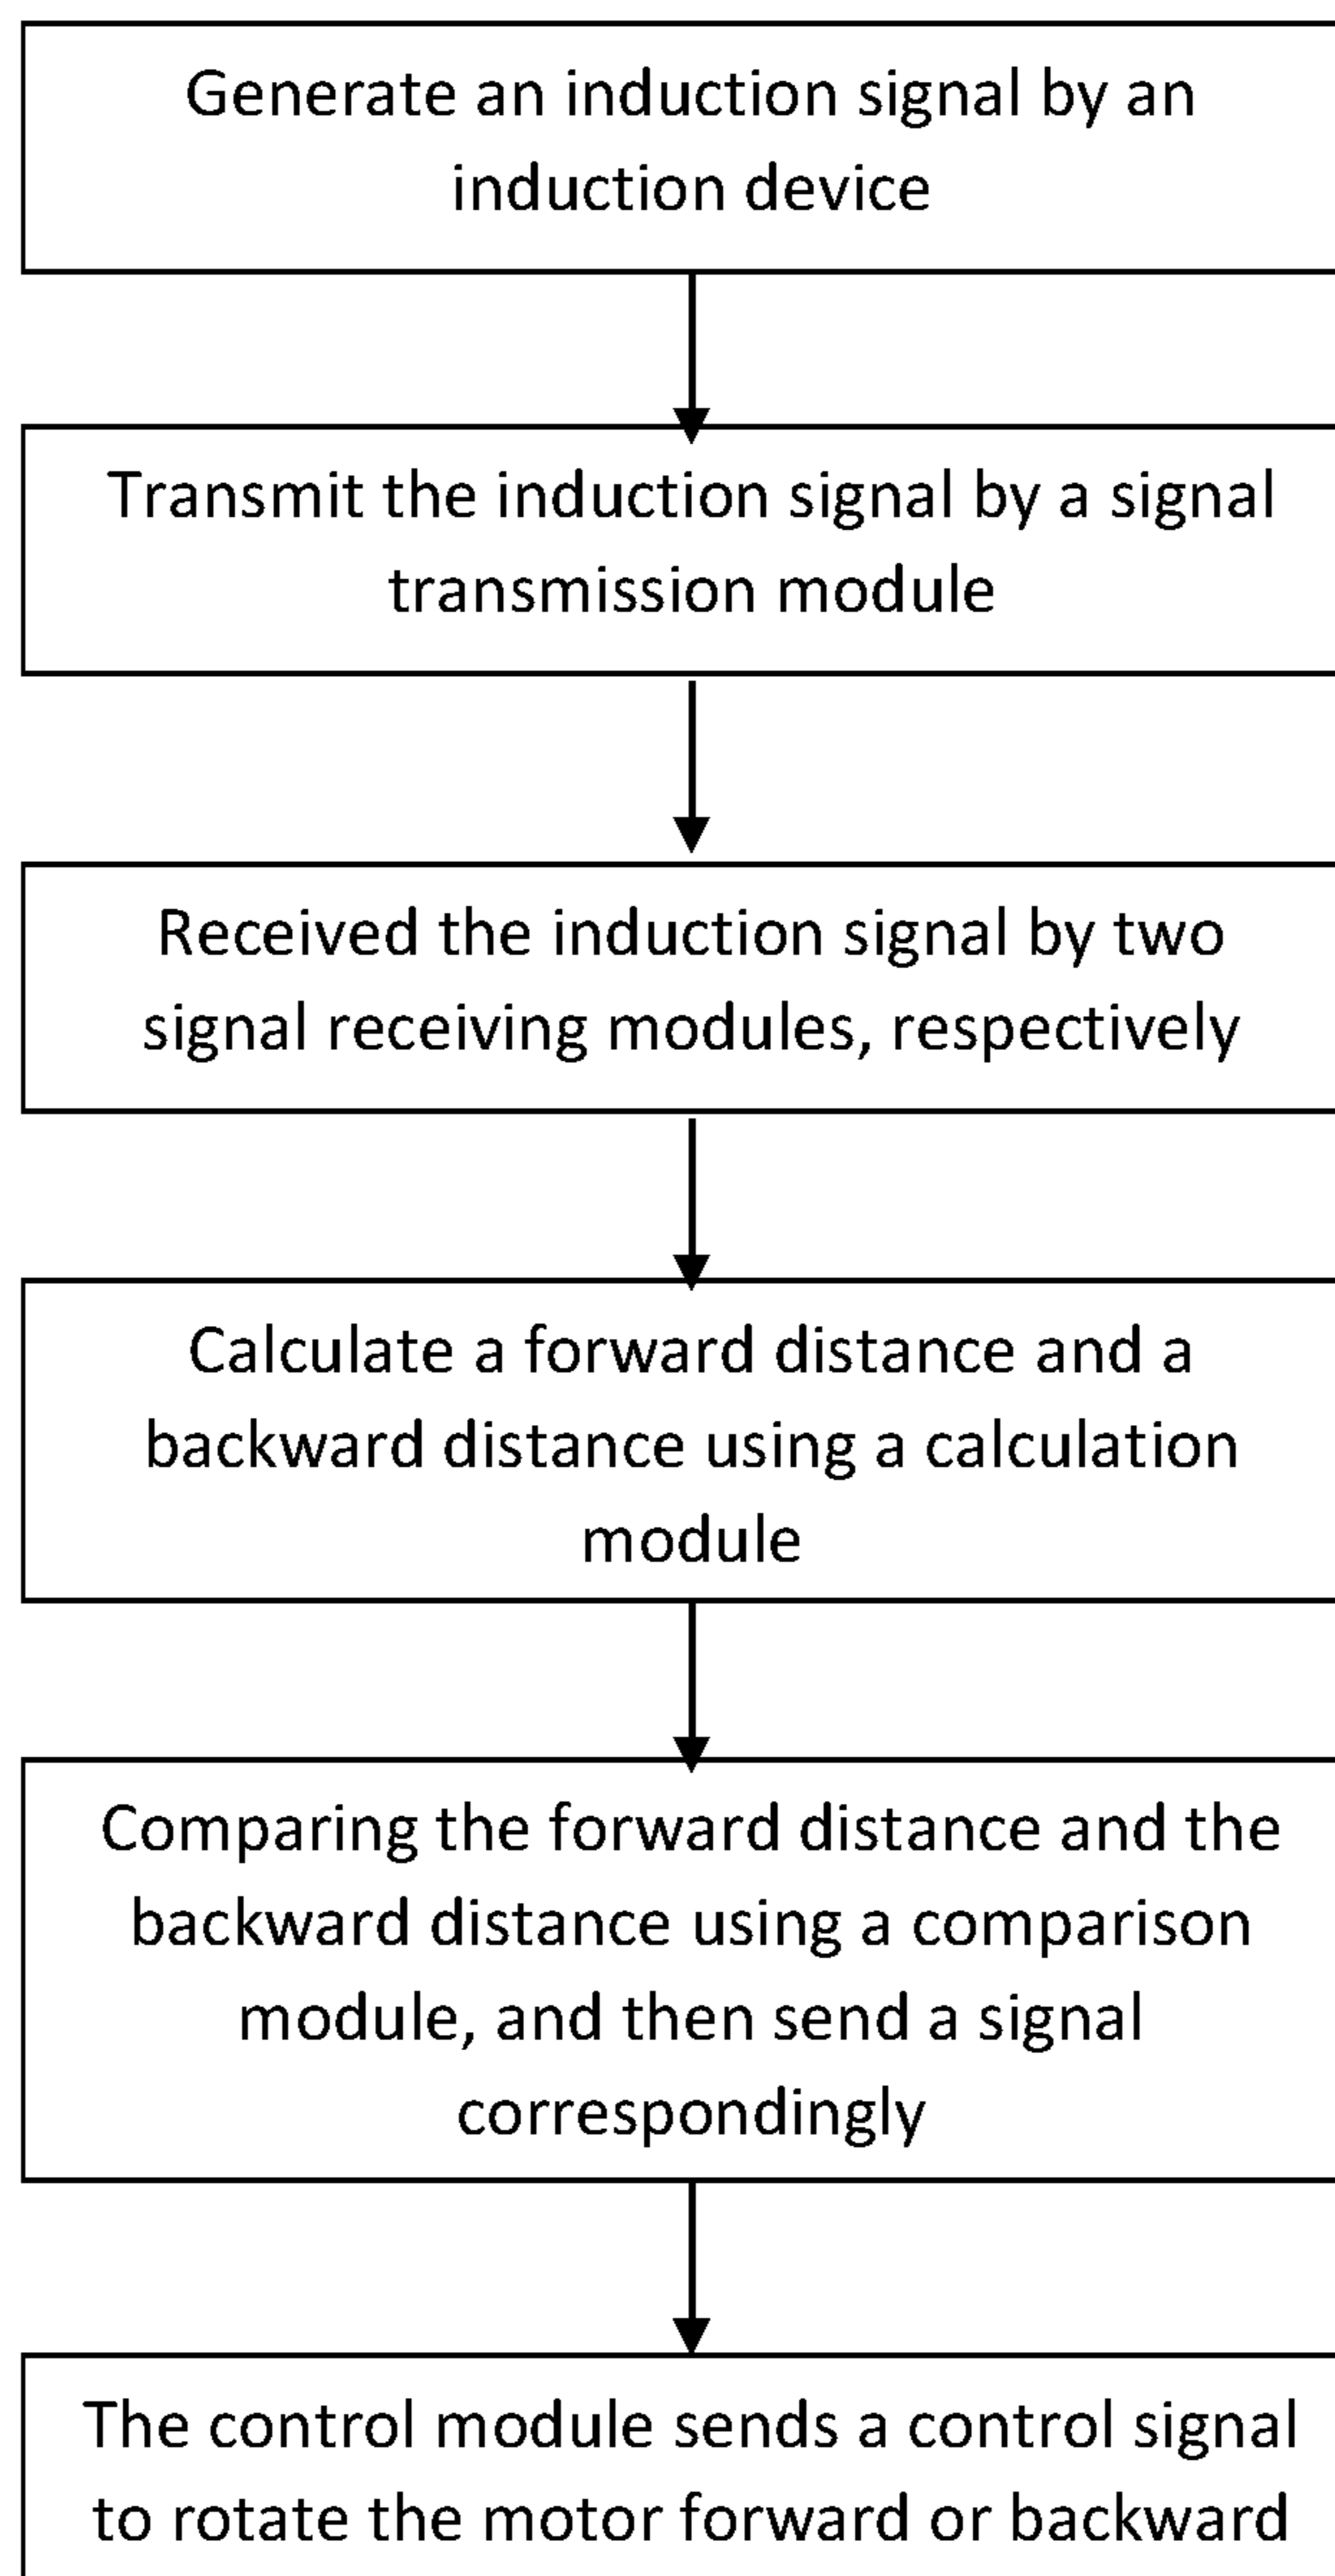 Generate an induction signal by an
induction device
Transmit the induction signal by a signal
transmission module
Received the induction signal by two
signal receiving modules, respectively
Calculate a forward distance and a
backward distance using a calculation
module
Comparing the forward distance and the
backward distance using a comparison
module, and then send a signal
correspondingly
The control module sends a control signal
to rotate the motor forward or backward